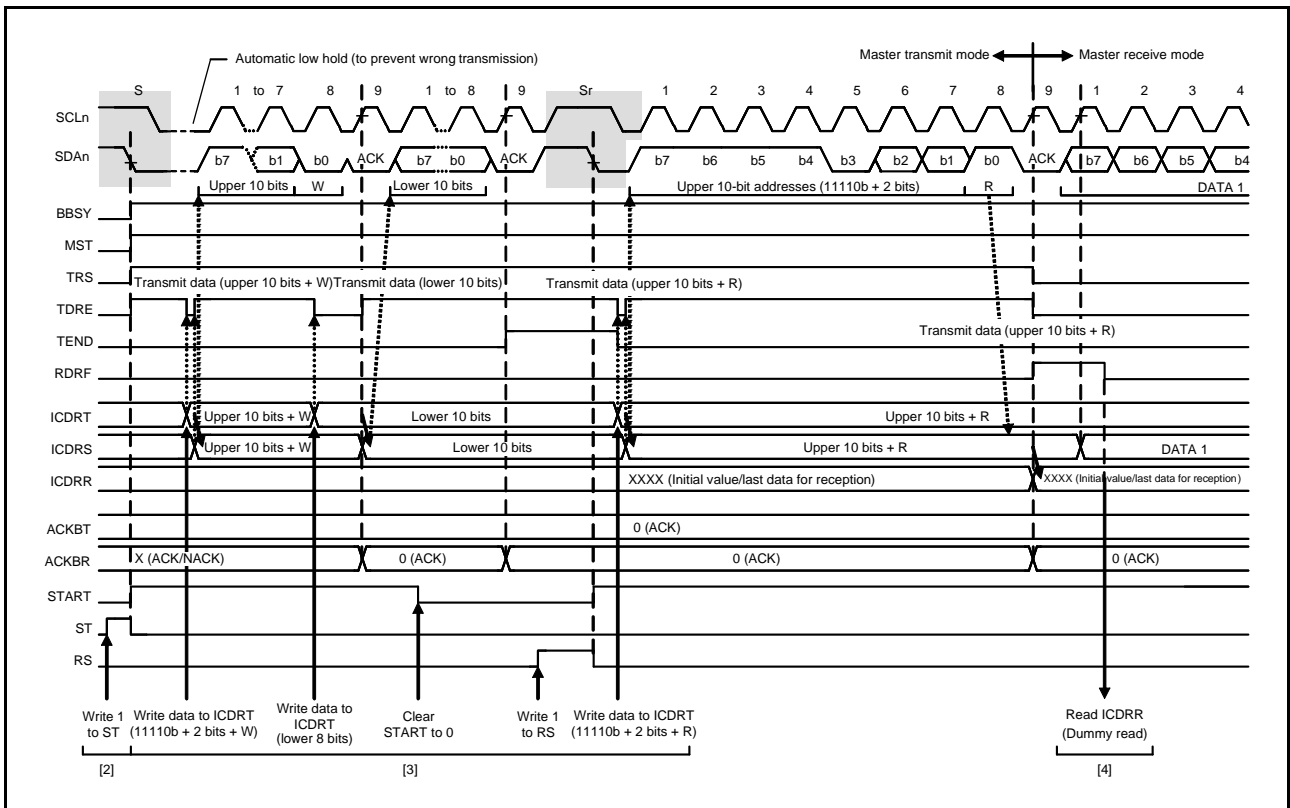 Automatic low hold (to prevent wrong transmission)
Master transmit mode
Master receive mode
S
1 to 7 8 9 1 to 8 9
Sr
1 2 3 4 5 6 7 8 9 1 2 3 4
SCLn
SDAn
b7 b1 b0 ACK b7 b0 ACK b7 b6 b5 b4 b3 b2 b1 b0 ACK b7 b6 b5 b4
Upper 10 bits W Lower 10 bits Upper 10-bit addresses (11110b + 2 bits) R DATA 1
BBSY
MST
TRS
Transmit data (upper 10 bits + W) Transmit data (lower 10 bits) Transmit data (upper 10 bits + R)
TDRE
Transmit data (upper 10 bits + R)
TEND
RDRF
ICDRT Upper 10 bits + W Lower 10 bits Upper 10 bits + R
ICDRS Upper 10 bits + W Lower 10 bits Upper 10 bits + R DATA 1
ICDRR XXXX (Initial value/last data for reception) XXXX (Initial value/last data for reception)
ACKBT 0 (ACK)
ACKBR X (ACK/NACK) 0 (ACK) 0 (ACK) 0 (ACK)
START
ST
RS
Write 1
to ST
Write data to ICDRT
(11110b + 2 bits + W)
Write data to
ICDRT
(lower 8 bits)
Clear
START to 0
Write 1
to RS
Write data to ICDRT
(11110b + 2 bits + R)
Read ICDRR
(Dummy read)
[2]
[3]
[4]